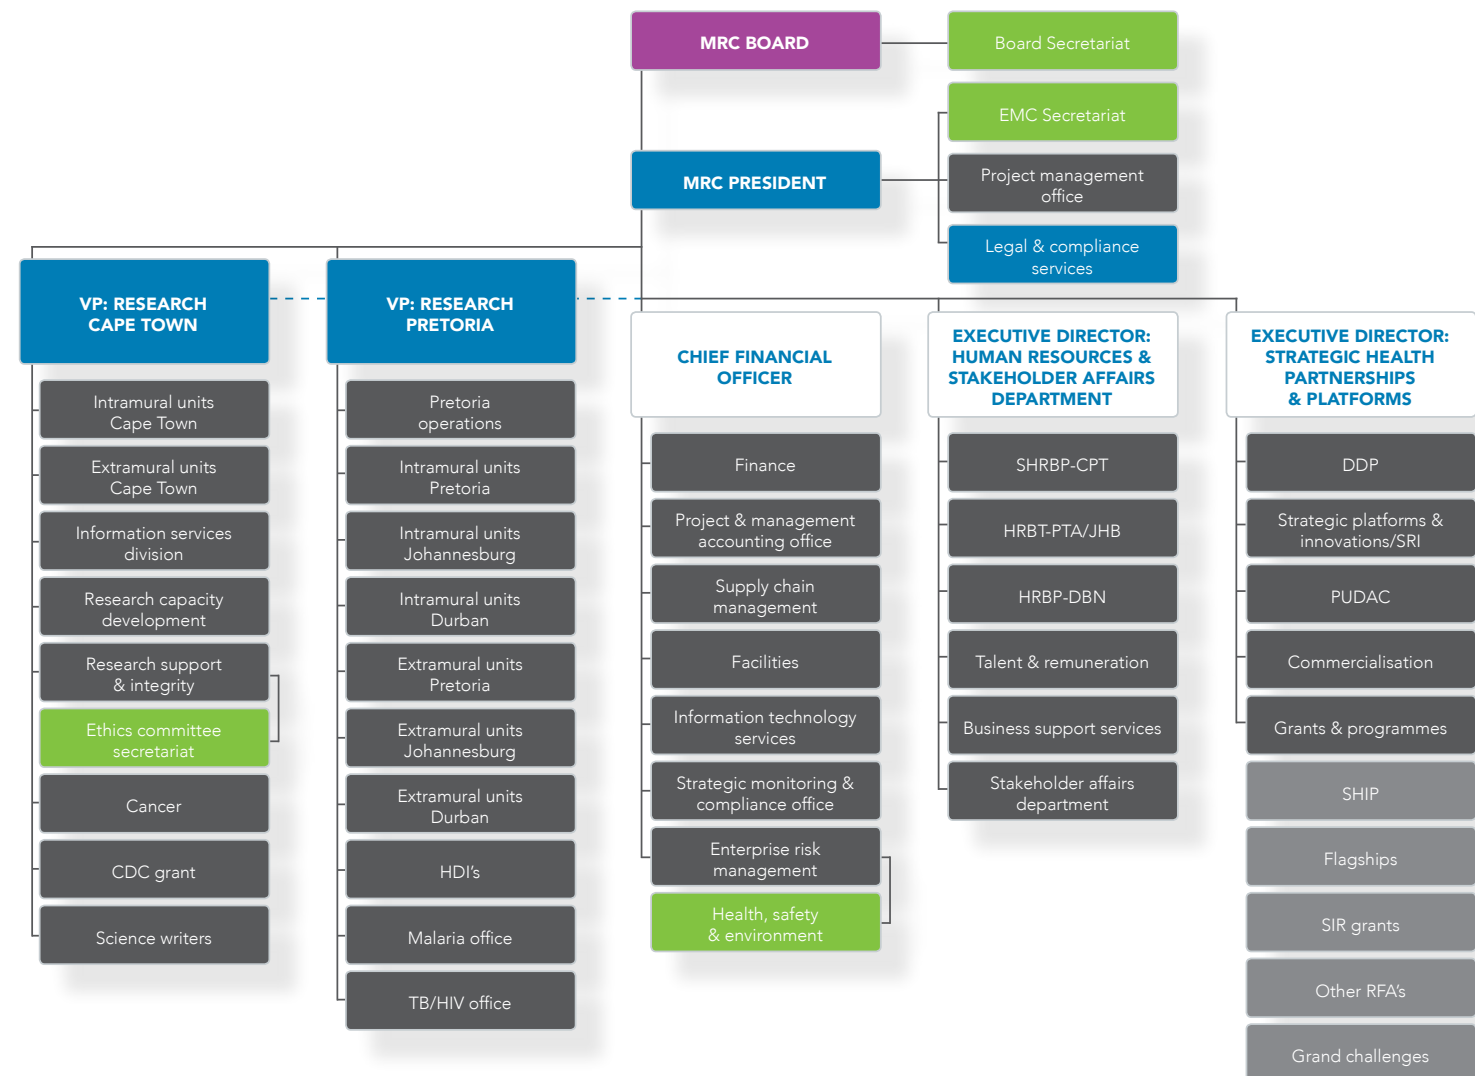 MRC BOARD
Board Secretariat
EMC Secretariat
MRC PRESIDENT
Project management
office
Legal & compliance
services
VP: RESEARCH
CAPE TOWN
Intramural units
Cape Town
Extramural units
Cape Town
Information services
division
Research capacity
development
Research support
& integrity
Ethics committee
secretariat
Cancer
CDC grant
Science writers
VP: RESEARCH
PRETORIA
Pretoria
operations
Intramural units
Pretoria
Intramural units
Johannesburg
Intramural units
Durban
Extramural units
Pretoria
Extramural units
Johannesburg
Extramural units
Durban
HDI's
Malaria office
TB/HIV office
CHIEF FINANCIAL
OFFICER
Finance
Project & management
accounting office
Supply chain
management
Facilities
Information technology
services
Strategic monitoring &
compliance office
Enterprise risk
management
Health, safety
& environment
EXECUTIVE DIRECTOR:
HUMAN RESOURCES &
STAKEHOLDER AFFAIRS
DEPARTMENT
SHRBP-CPT
HRBT-PTA/JHB
HRBP-DBN
Talent & remuneration
Business support services
Stakeholder affairs
department
EXECUTIVE DIRECTOR:
STRATEGIC HEALTH
PARTNERSHIPS
& PLATFORMS
DDP
Strategic platforms &
innovations/SRI
PUDAC
Commercialisation
Grants & programmes
SHIP
Flagships
SIR grants
Other RFA's
Grand challenges